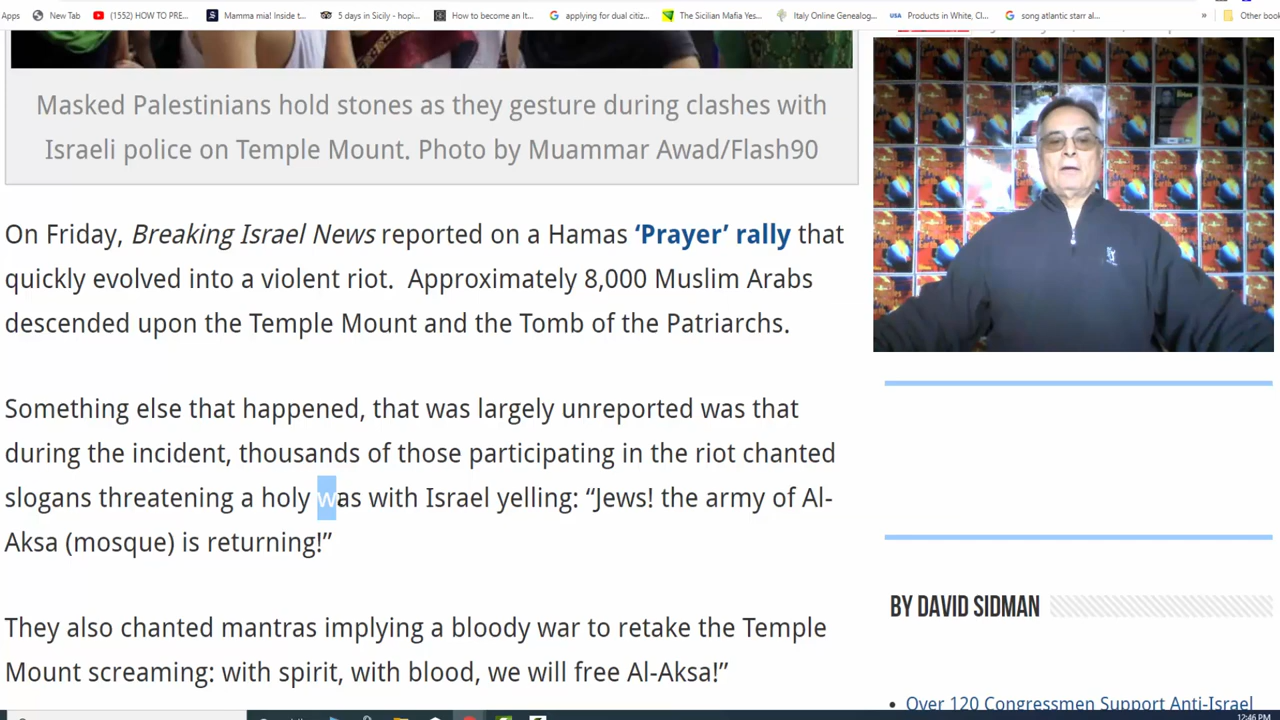 Apps (1552) HOW TO PRE... Mamma mia! Inside t... 5 days in Sicily - hopi... How to become an It... applying for dual citiz... The Sicilian Mafia Yes... Italy Online Genealog... USA Products in White, Cl... song atlantic starr al... » Other book
Masked Palestinians hold stones as they gesture during clashes with
Israeli police on Temple Mount. Photo by Muammar Awad/Flash90
On Friday, Breaking Israel News reported on a Hamas ‘Prayer’ rally that
quickly evolved into a violent riot.  Approximately 8,000 Muslim Arabs
descended upon the Temple Mount and the Tomb of the Patriarchs.
Something else that happened, that was largely unreported was that
during the incident, thousands of those participating in the riot chanted
slogans threatening a holy was with Israel yelling: “Jews! the army of Al-
Aksa (mosque) is returning!”
They also chanted mantras implying a bloody war to retake the Temple
Mount screaming: with spirit, with blood, we will free Al-Aksa!”
BY DAVID SIDMAN
• Over 120 Congressmen Support Anti-Israel
12:46 PM